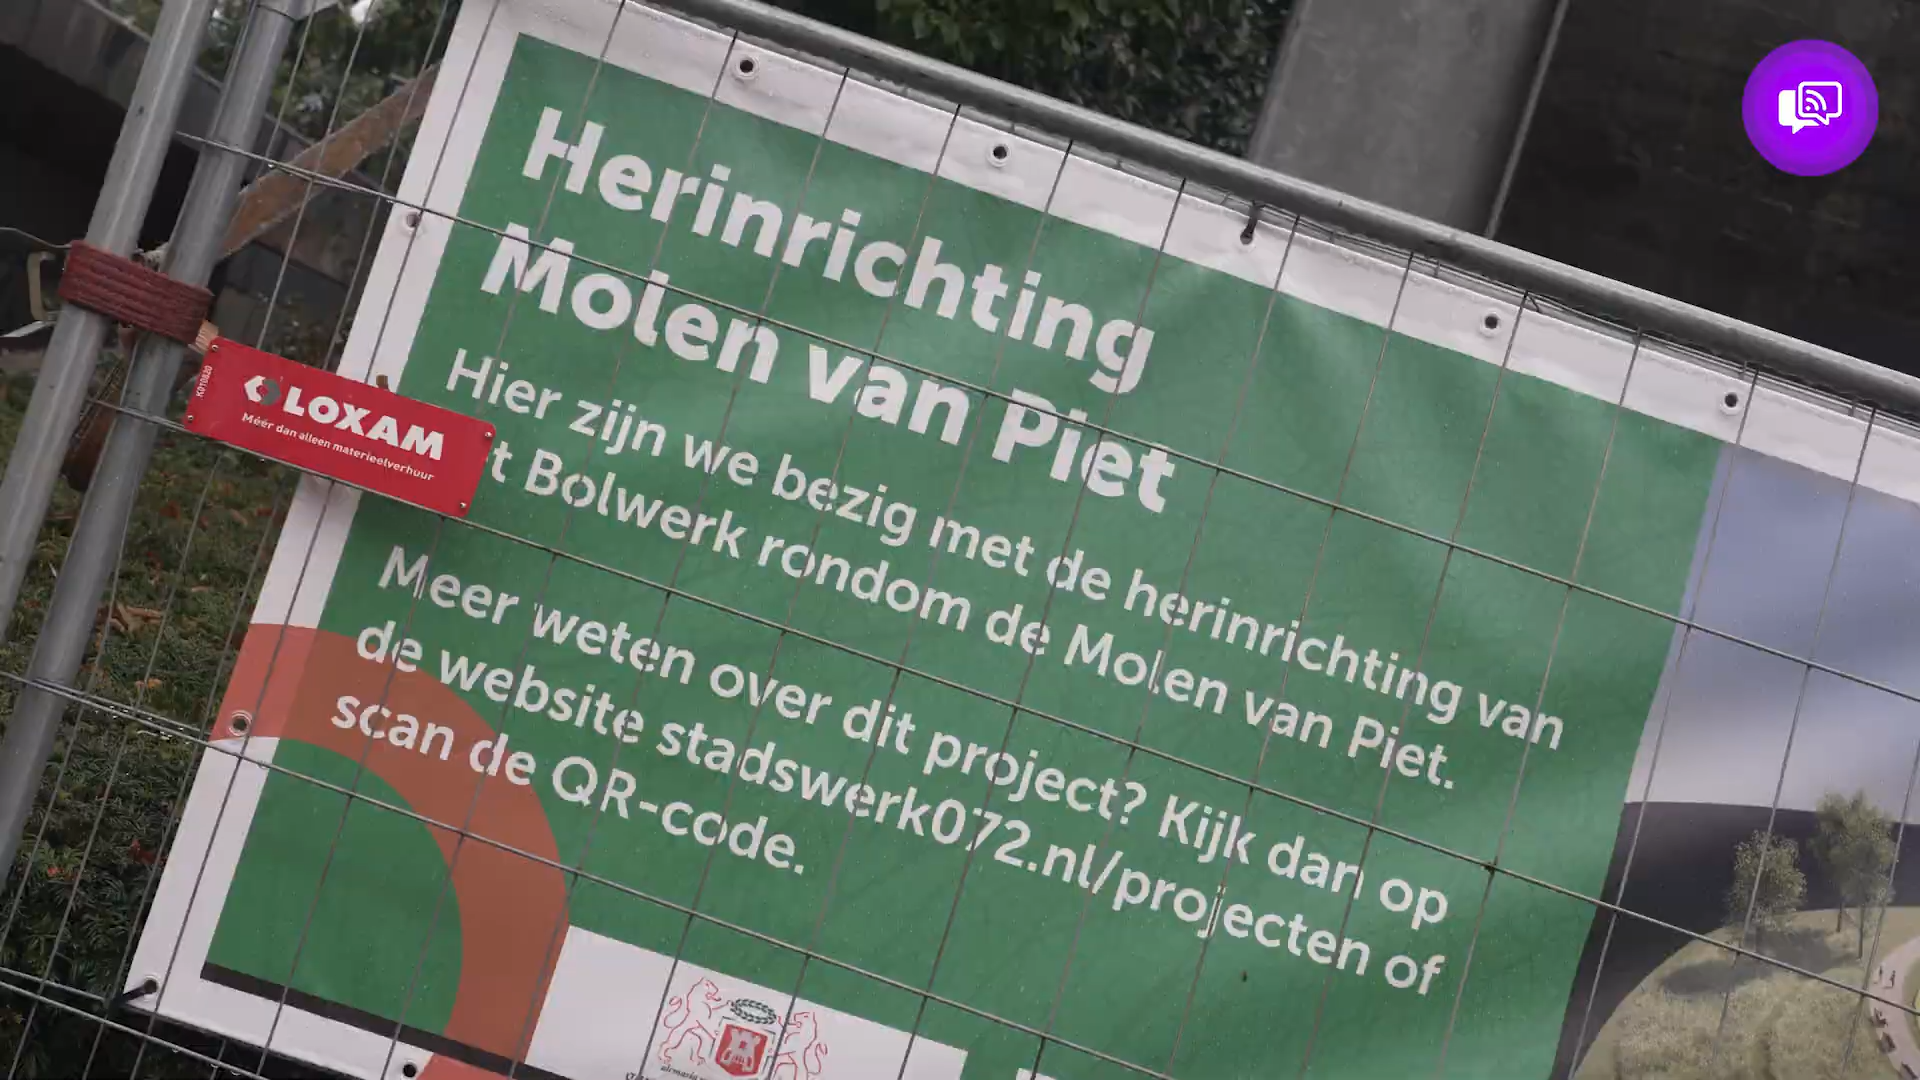 Herinrichting
Molen van Piet
Hier zijn we bezig met de herinrichting van
t Bolwerk rondom de Molen van Piet.
Meer weten over dit project? Kijk dan op
de website stadswerk072.nl/projecten of
scan de QR-code.
LOXAM
Méér dan alleen materieelverhuur
K010820